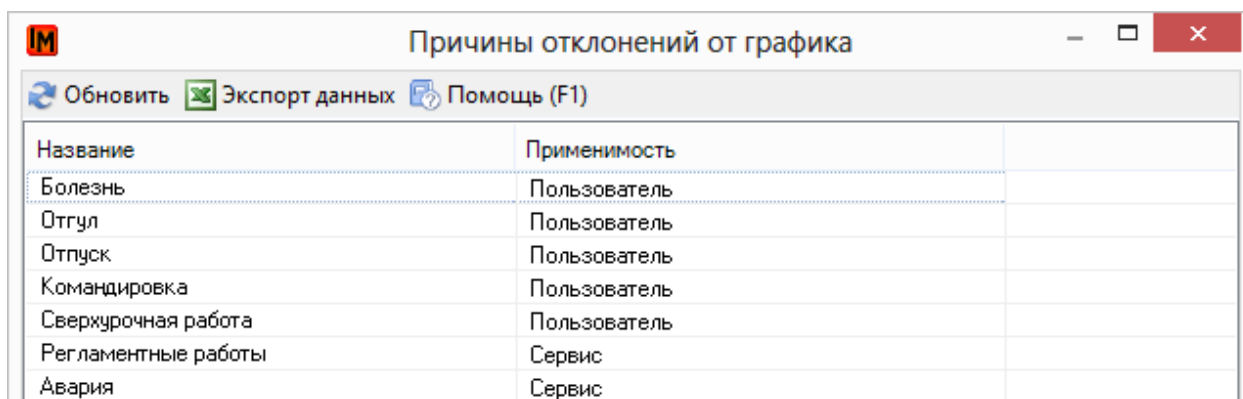 IM Причины отклонений от графика
Обновить Экспорт данных Помощь (F1)
Название Применимость
Болезнь Пользователь
Отгул Пользователь
Отпуск Пользователь
Командировка Пользователь
Сверхурочная работа Пользователь
Регламентные работы Сервис
Авария Сервис